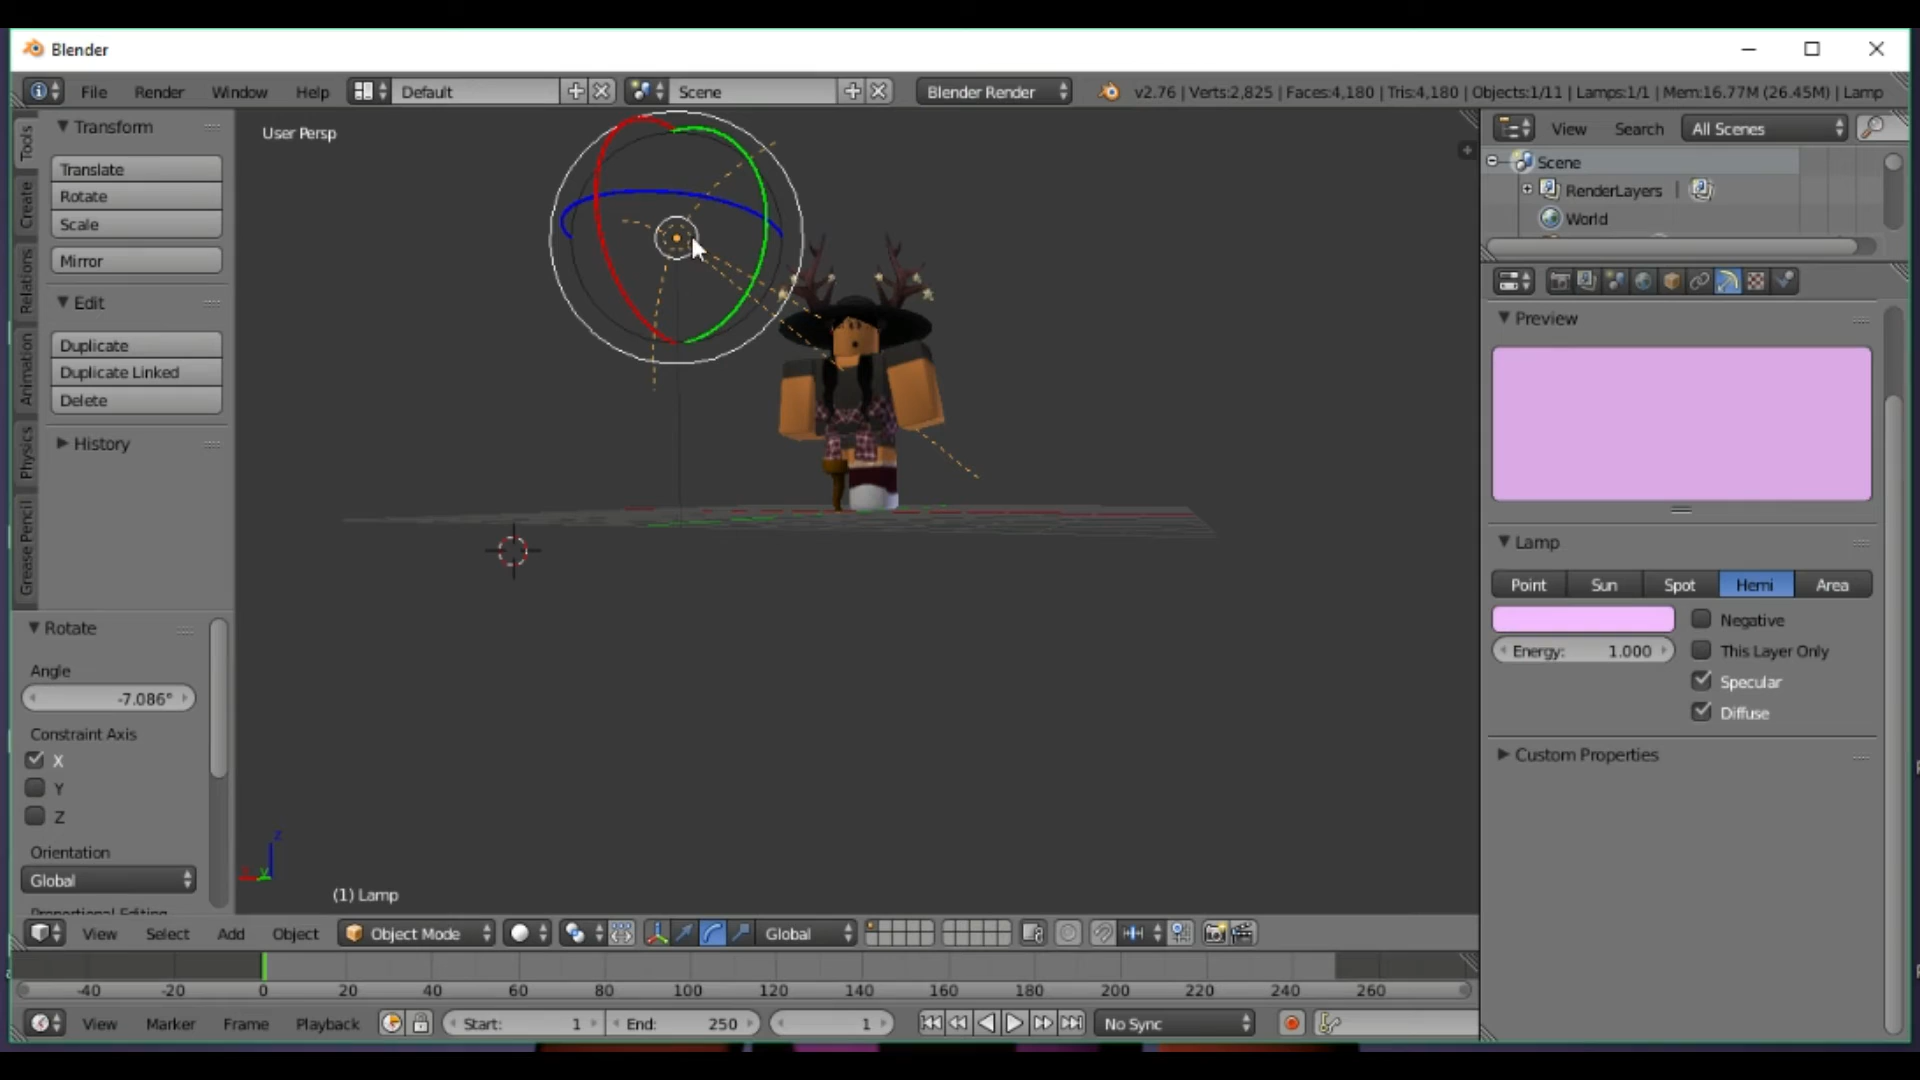 Blender
File Render Window Help Default Scene Blender Render v2.76 | Verts:2,825 | Faces:4,180 | Tris:4,180 | Objects:1/11 | Lamps:1/1 | Mem:16.77M (26.45M) | Lamp
Tools
Create
Relations
Animation
Physics
Grease Pencil
Transform
Translate
Rotate
Scale
Mirror
Edit
Duplicate
Duplicate Linked
Delete
History
Rotate
Angle
-7.086°
Constraint Axis
X
Y
Z
Orientation
Global
Proportional Editing
User Persp
z
x y
(1) Lamp
View Select Add Object Object Mode Global
-40 -20 0 20 40 60 80 100 120 140 160 180 200 220 240 260
View Marker Frame Playback Start: 1 End: 250 1 No Sync
View Search All Scenes
Scene
RenderLayers |
World
Preview
Lamp
Point Sun Spot Hemi Area
Negative
Energy: 1.000 This Layer Only
Specular
Diffuse
Custom Properties